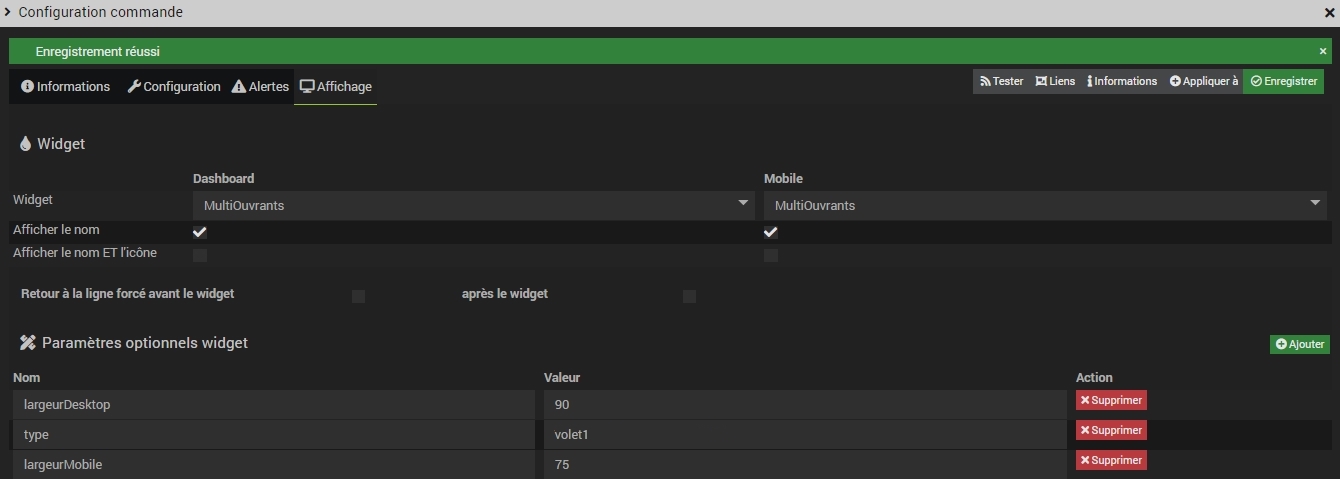 Configuration commande
Enregistrement réussi
Informations Configuration Alertes Affichage Tester Liens Informations Appliquer à Enregistrer
Widget
Dashboard Mobile
Widget MultiOuvrants MultiOuvrants
Afficher le nom
Afficher le nom ET l'icône
Retour à la ligne forcé avant le widget après le widget
Paramètres optionnels widget Ajouter
Nom Valeur Action
largeurDesktop 90 Supprimer
type volet1 Supprimer
largeurMobile 75 Supprimer